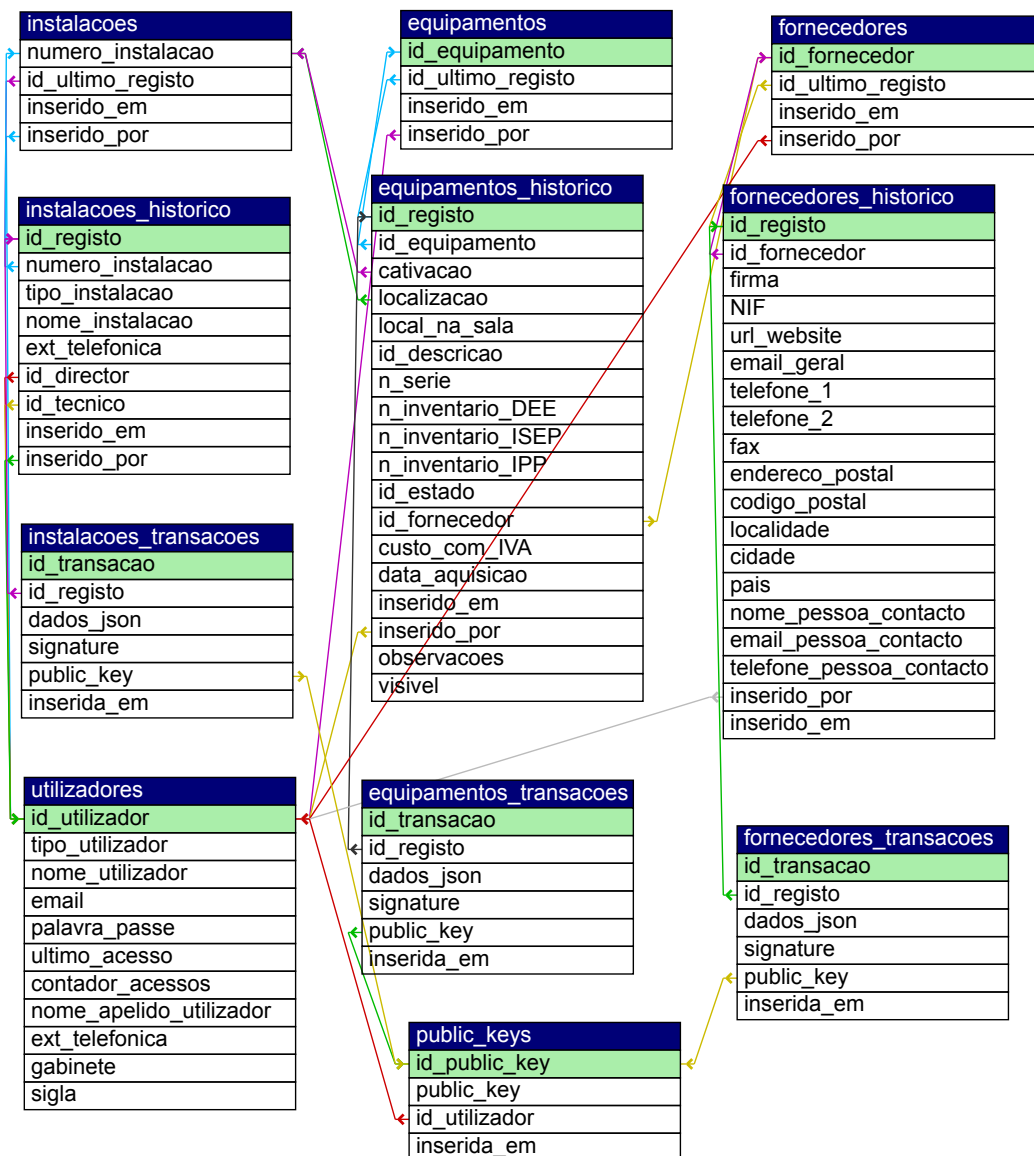 instalacoes
numero_instalacao
id_ultimo_registo
inserido_em
inserido_por
equipamentos
id_equipamento
id_ultimo_registo
inserido_em
inserido_por
fornecedores
id_fornecedor
id_ultimo_registo
inserido_em
inserido_por
instalacoes_historico
id_registo
numero_instalacao
tipo_instalacao
nome_instalacao
ext_telefonica
id_director
id_tecnico
inserido_em
inserido_por
equipamentos_historico
id_registo
id_equipamento
cativacao
localizacao
local_na_sala
id_descricao
n_serie
n_inventario_DEE
n_inventario_ISEP
n_inventario_IPP
id_estado
id_fornecedor
custo_com_IVA
data_aquisicao
inserido_em
inserido_por
observacoes
visivel
fornecedores_historico
id_registo
id_fornecedor
firma
NIF
url_website
email_geral
telefone_1
telefone_2
fax
endereco_postal
codigo_postal
localidade
cidade
pais
nome_pessoa_contacto
email_pessoa_contacto
telefone_pessoa_contacto
inserido_por
inserido_em
instalacoes_transacoes
id_transacao
id_registo
dados_json
signature
public_key
inserida_em
utilizadores
id_utilizador
tipo_utilizador
nome_utilizador
email
palavra_passe
ultimo_acesso
contador_acessos
nome_apelido_utilizador
ext_telefonica
gabinete
sigla
equipamentos_transacoes
id_transacao
id_registo
dados_json
signature
public_key
inserida_em
fornecedores_transacoes
id_transacao
id_registo
dados_json
signature
public_key
inserida_em
public_keys
id_public_key
public_key
id_utilizador
inserida_em